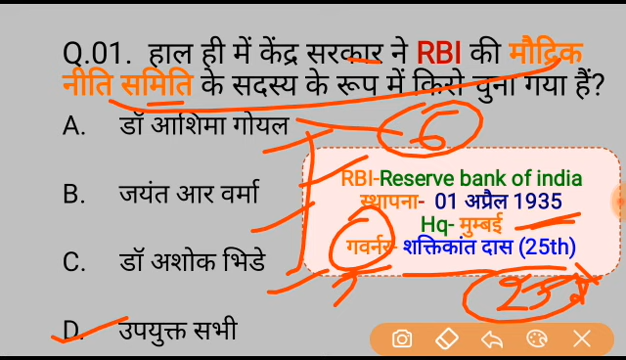 Q.01. हाल ही में केंद्र सरकार ने RBI की मौद्रिक
नीति समिति के सदस्य के रूप में किसे चुना गया हैं?
A. डॉ आशिमा गोयल
6
RBI-Reserve bank of india
स्थापना- 01 अप्रैल 1935
B. जयंत आर वर्मा
Hq- मुम्बई
गवर्नर- शक्तिकांत दास (25th)
C. डॉ अशोक भिडे
D. उपयुक्त सभी